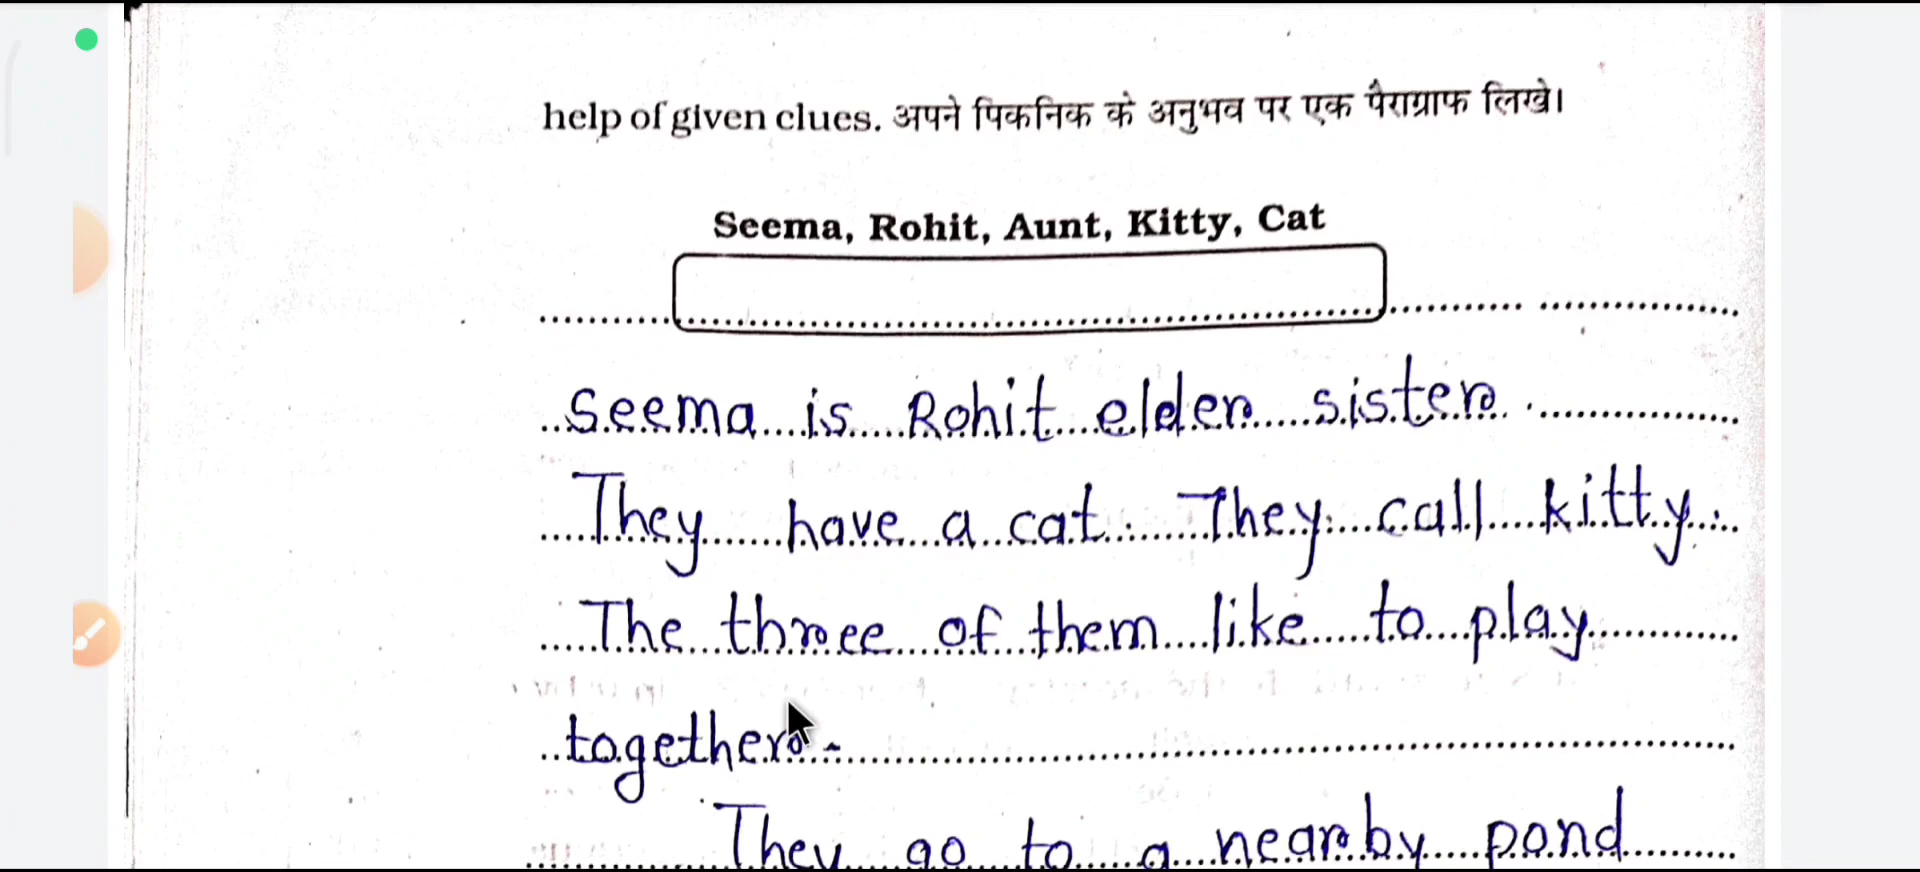 help of given clues. अपने पिकनिक के अनुभव पर एक पैराग्राफ लिखे।
Seema, Rohit, Aunt, Kitty, Cat
Seema is Rohit elder sister.
They have a cat. They call kitty.
The three of them like to play
together.
They go to a nearby pond